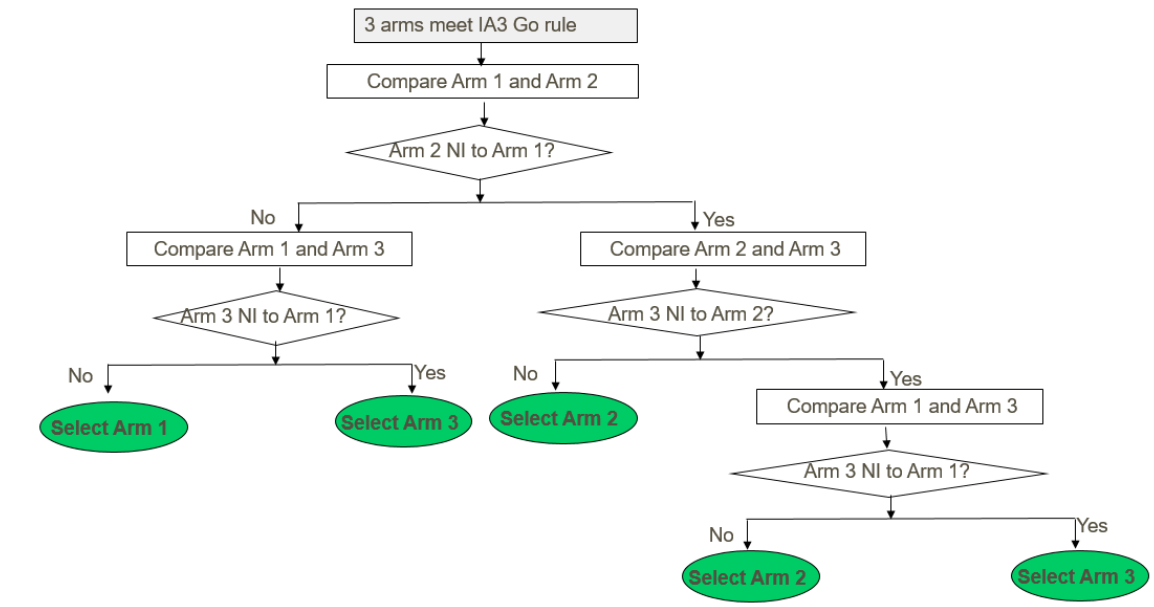 3 arms meet IA3 Go rule
Compare Arm 1 and Arm 2
Arm 2 NI to Arm 1?
No
Yes
Compare Arm 1 and Arm 3
Compare Arm 2 and Arm 3
Arm 3 NI to Arm 1?
Arm 3 NI to Arm 2?
No
Yes
No
Yes
Select Arm 1
Select Arm 3
Select Arm 2
Compare Arm 1 and Arm 3
Arm 3 NI to Arm 1?
No
Yes
Select Arm 2
Select Arm 3